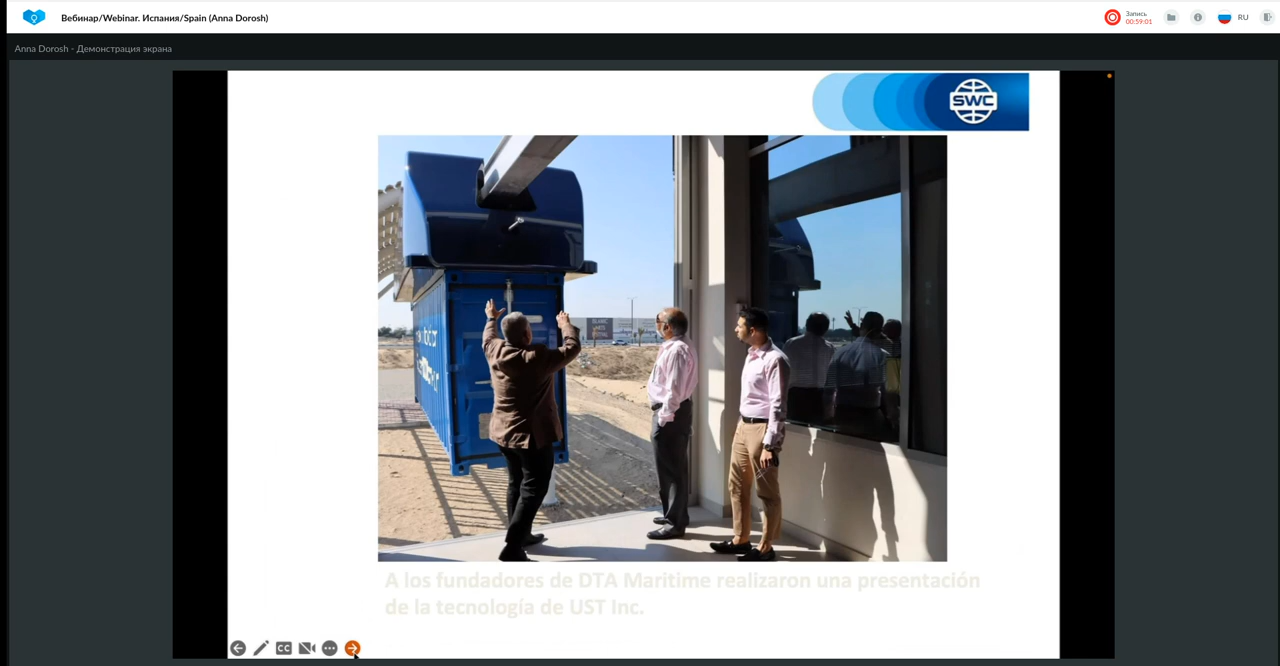 Вебинар/Webinar. Испания/Spain (Anna Dorosh)
Запись
00:59:01
RU
Anna Dorosh - Демонстрация экрана
SWC
A los fundadores de DTA Maritime realizaron una presentación
de la tecnología de UST Inc.
CC